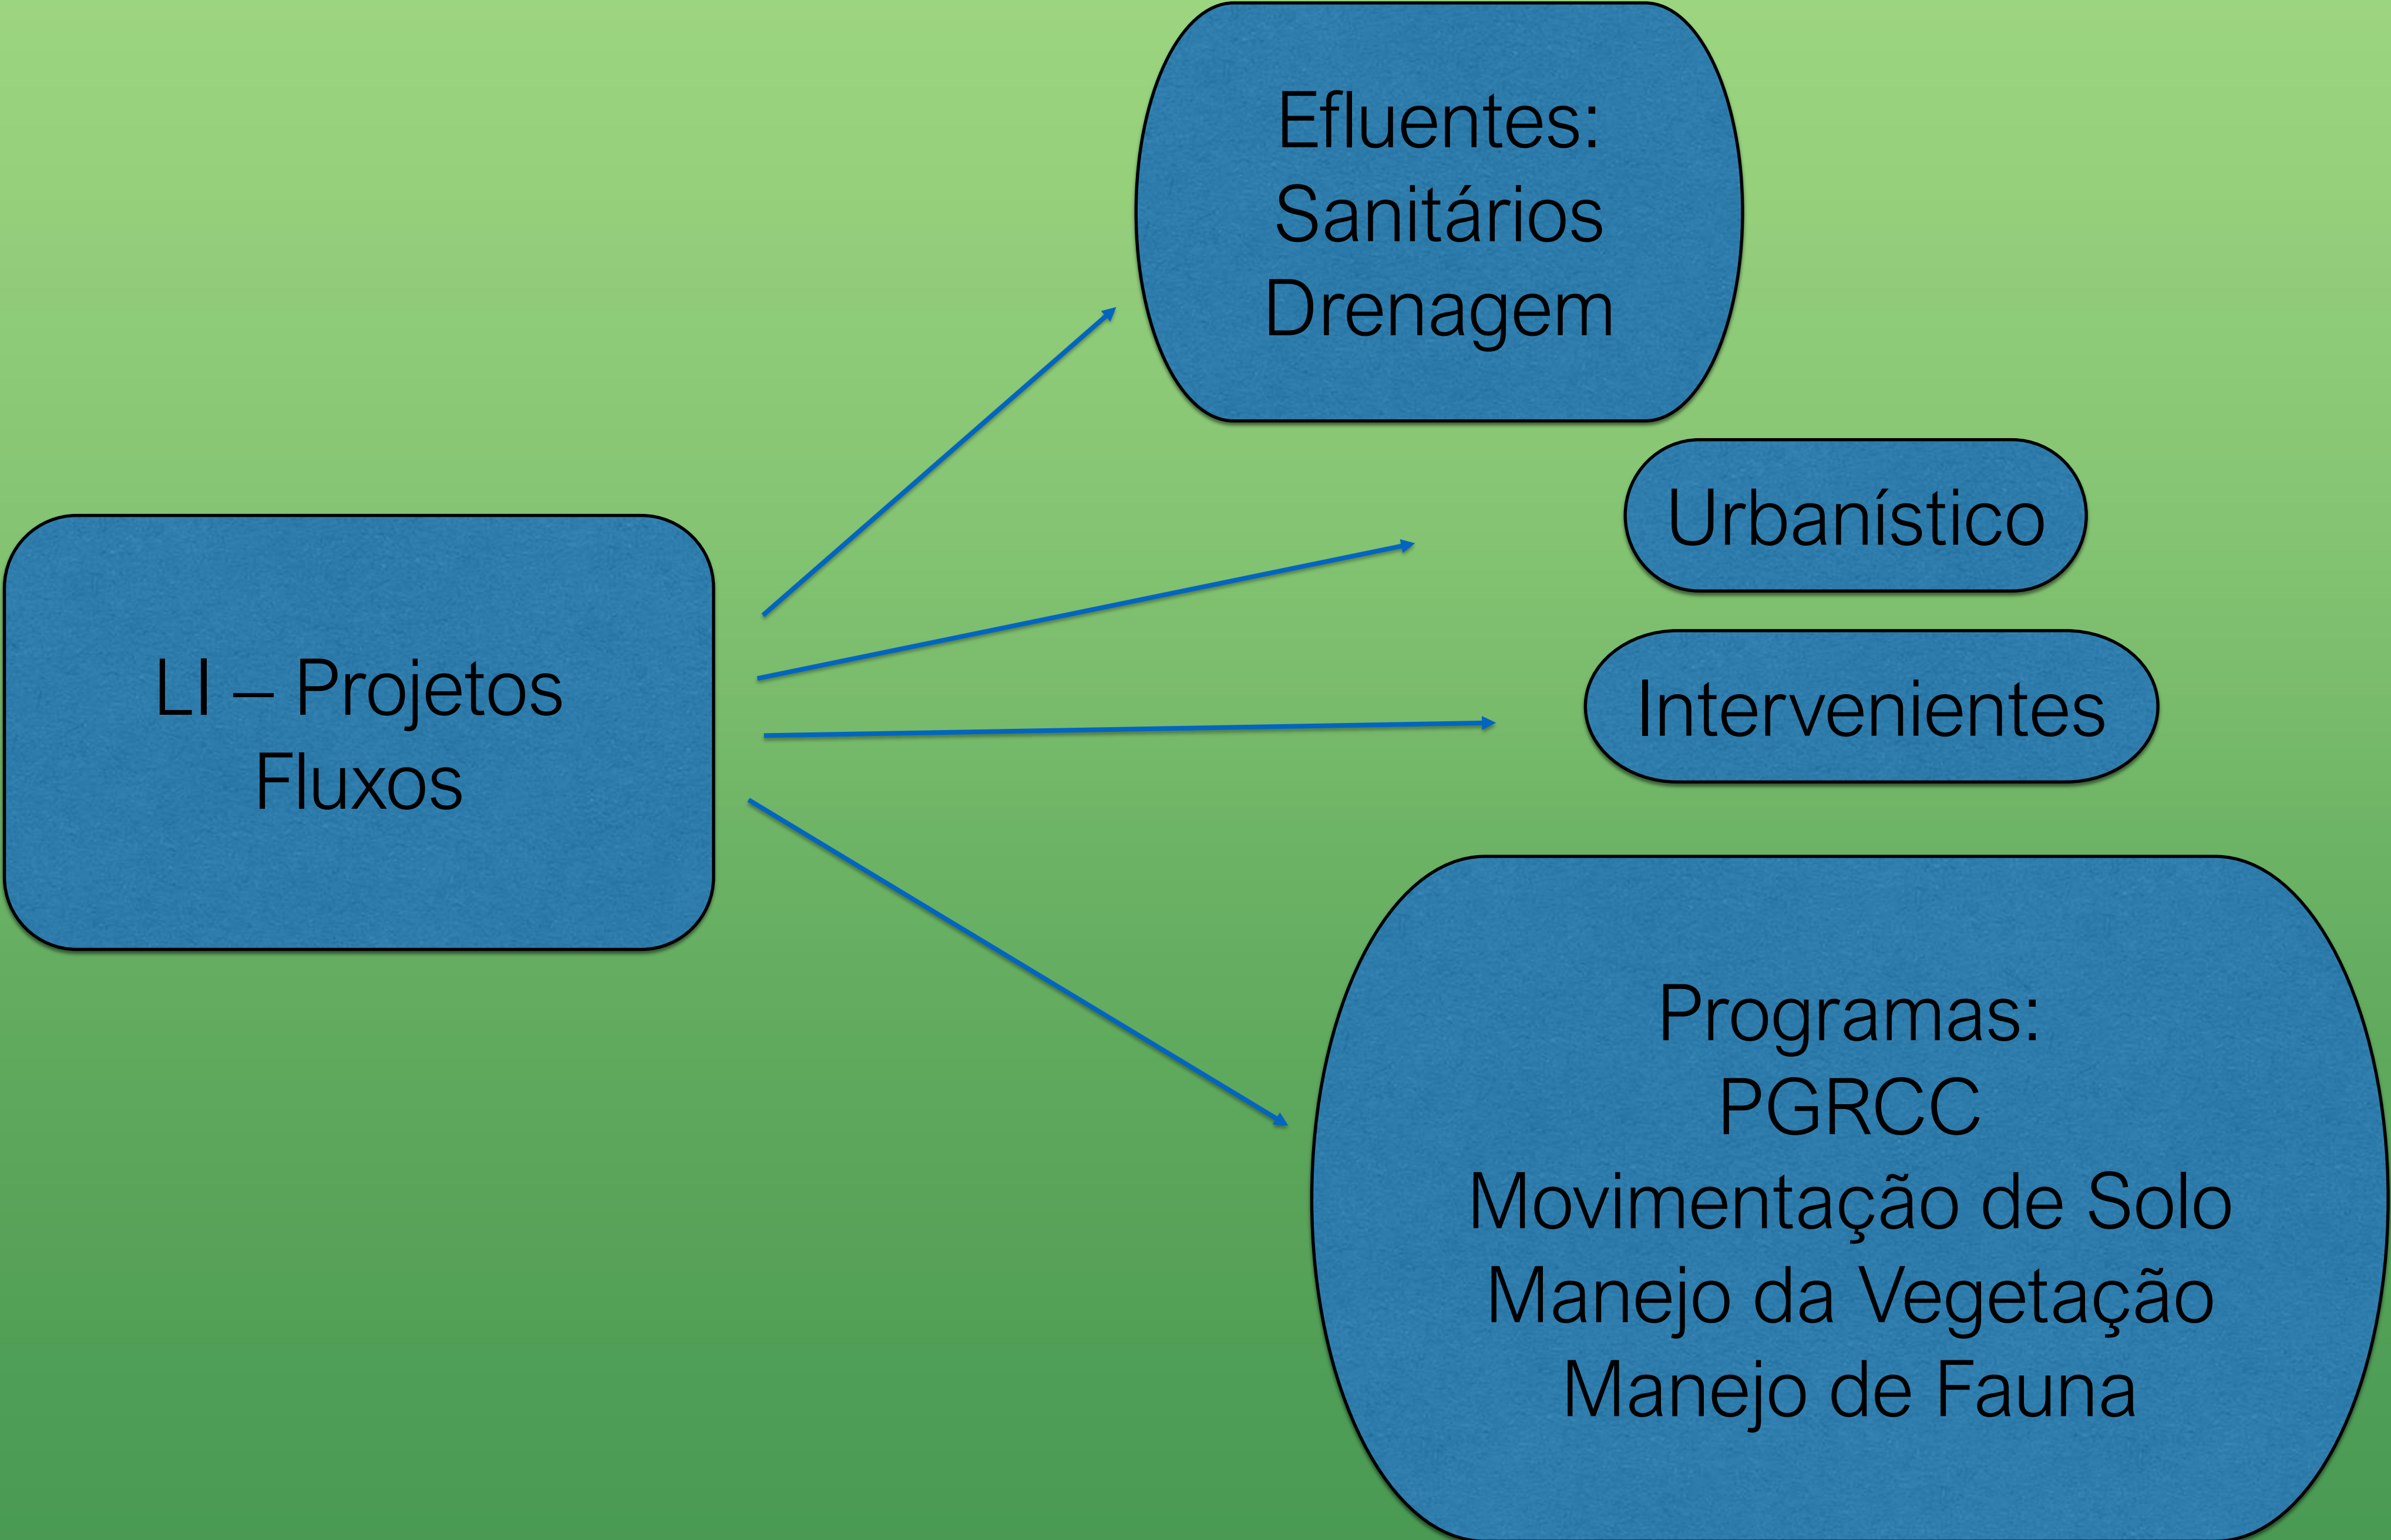 LI – Projetos
Fluxos
Efluentes:
Sanitários
Drenagem
Urbanístico
Intervenientes
Programas:
PGRCC
Movimentação de Solo
Manejo da Vegetação
Manejo de Fauna